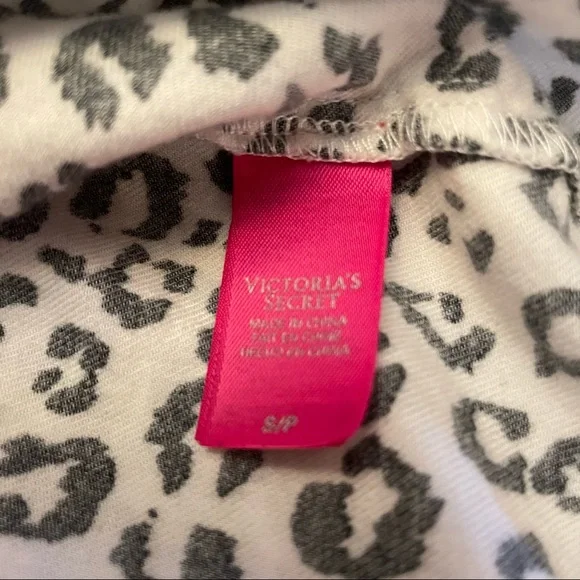 VICTORIA'S
SECRET
MADE IN CHINA
FAIT EN CHINE
HECHO EN CHINA
S/P